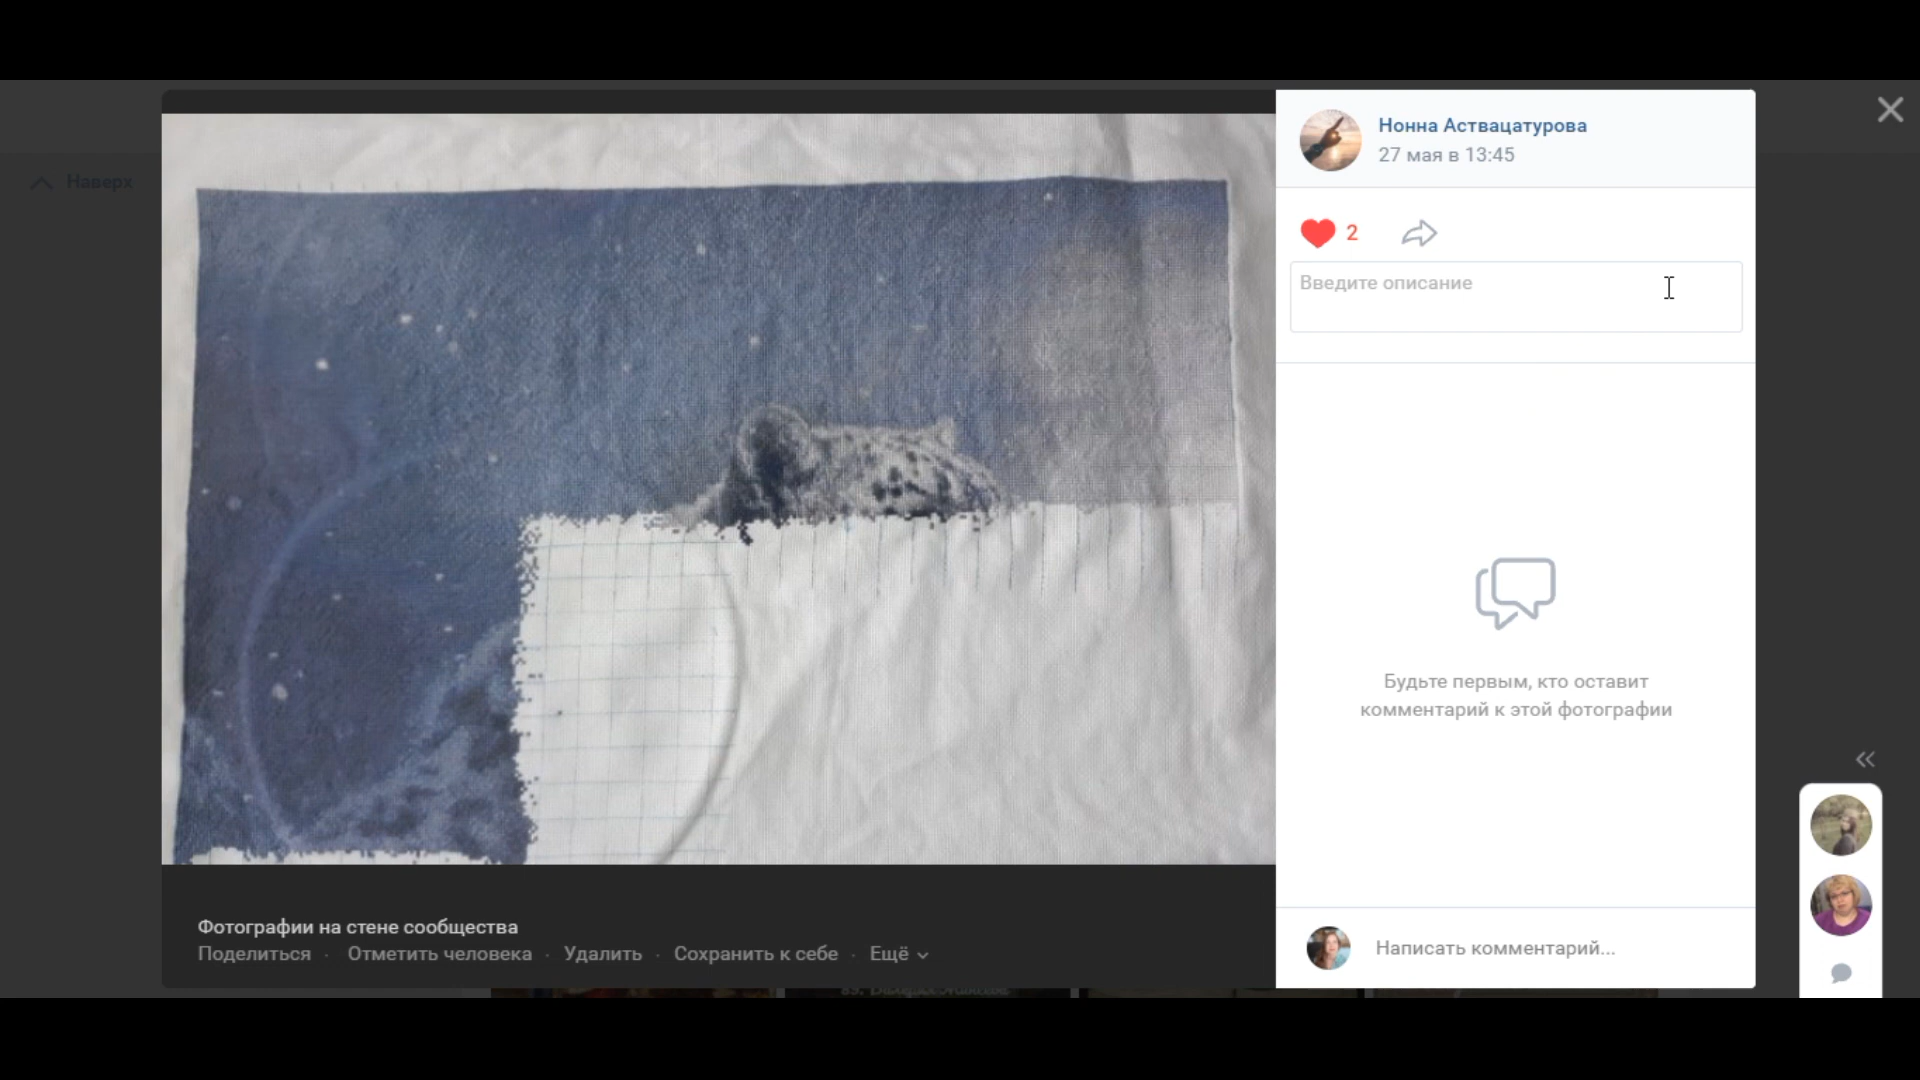 Наверх
Нонна Аствацатурова
27 мая в 13:45
2
Введите описание
Будьте первым, кто оставит
комментарий к этой фотографии
Фотографии на стене сообщества
Поделиться · Отметить человека · Удалить · Сохранить к себе · Ещё
Написать комментарий...